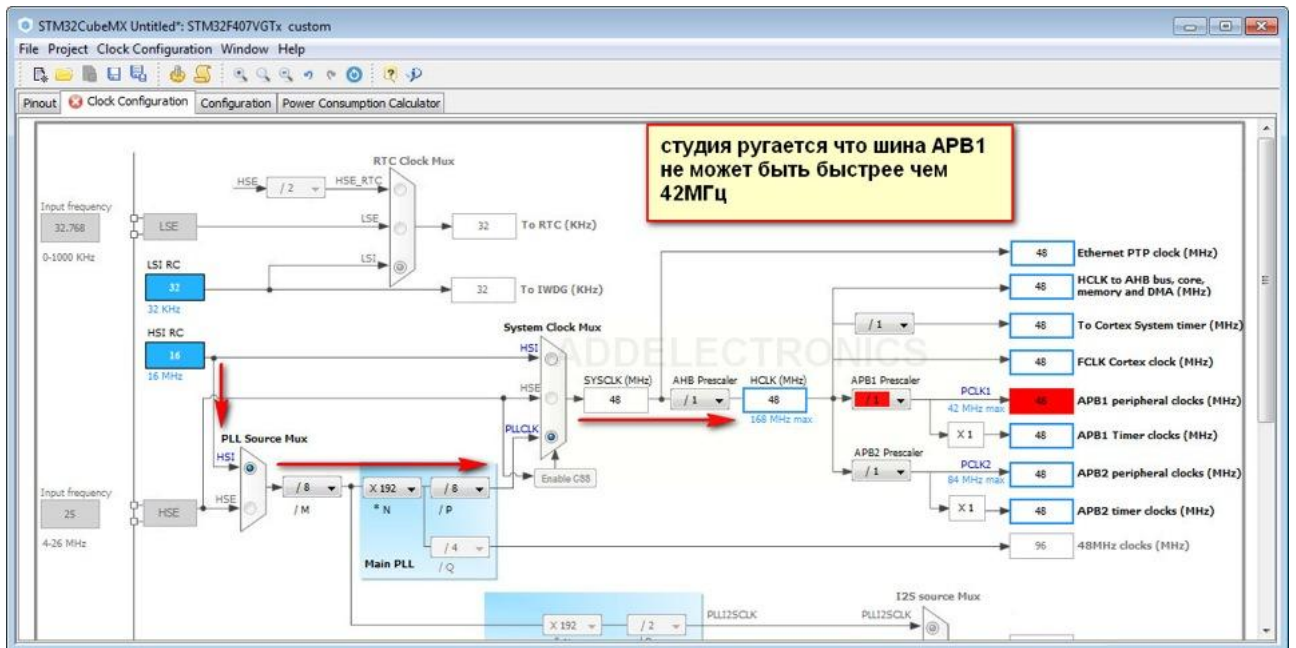 STM32CubeMX Untitled*: STM32F407VGTx custom
File Project Clock Configuration Window Help
Pinout Clock Configuration Configuration Power Consumption Calculator
студия ругается что шина APB1
не может быть быстрее чем
42МГц
RTC Clock Mux
HSE / 2 HSE_RTC
Input frequency
32.768 LSE LSE 32 To RTC (KHz)
0-1000 KHz
LSI RC LSI
32 32 To IWDG (KHz)
32 KHz
HSI RC
16
16 MHz
System Clock Mux
HSI
HSE
PLLCLK
Enable CSS
ADDELECTRONICS
SYSCLK (MHz) AHB Prescaler HCLK (MHz) APB1 Prescaler
48 / 1 48 / 1
168 MHz max
48 Ethernet PTP clock (MHz)
48 HCLK to AHB bus, core,
memory and DMA (MHz)
/ 1 48 To Cortex System timer (MHz)
48 FCLK Cortex clock (MHz)
PCLK1 48 APB1 peripheral clocks (MHz)
42 MHz max
X 1 48 APB1 Timer clocks (MHz)
APB2 Prescaler
/ 1 PCLK2 48 APB2 peripheral clocks (MHz)
84 MHz max
X 1 48 APB2 timer clocks (MHz)
96 48MHz clocks (MHz)
PLL Source Mux
HSI
HSE
Input frequency
25 HSE
4-26 MHz
/ 8 X 192 / 8
/ M * N / P
/ 4
Main PLL / Q
I2S source Mux
X 192 / 2 PLLI2SCLK PLLI2SCLK